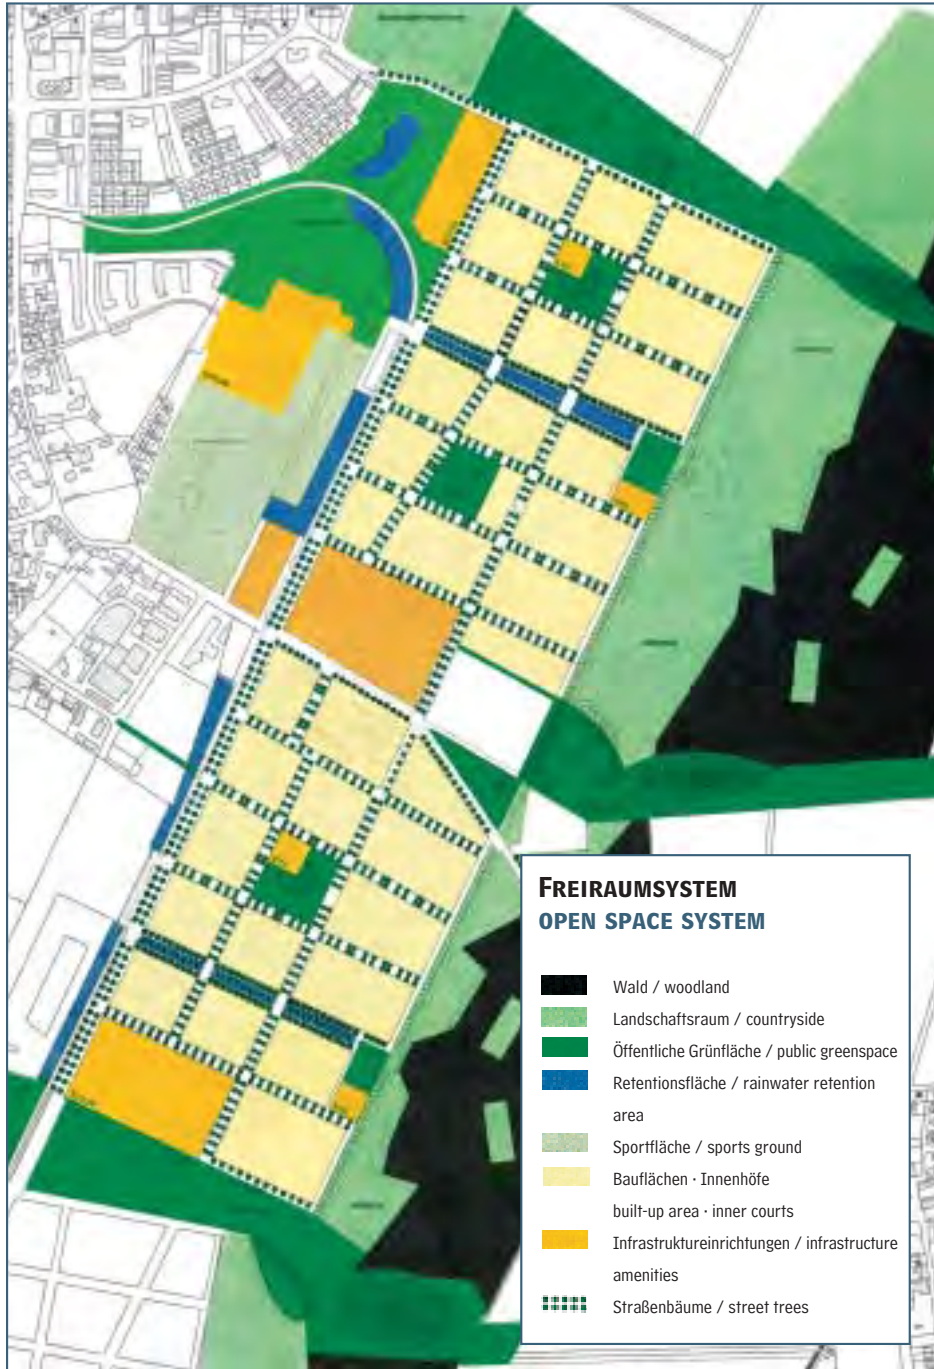 FREIRAUMSYSTEM
OPEN SPACE SYSTEM
Wald / woodland
Landschaftsraum / countryside
Öffentliche Grünfläche / public greenspace
Retentionsfläche / rainwater retention
area
Sportfläche / sports ground
Bauflächen · Innenhöfe
built-up area · inner courts
Infrastruktureinrichtungen / infrastructure
amenities
Straßenbäume / street trees